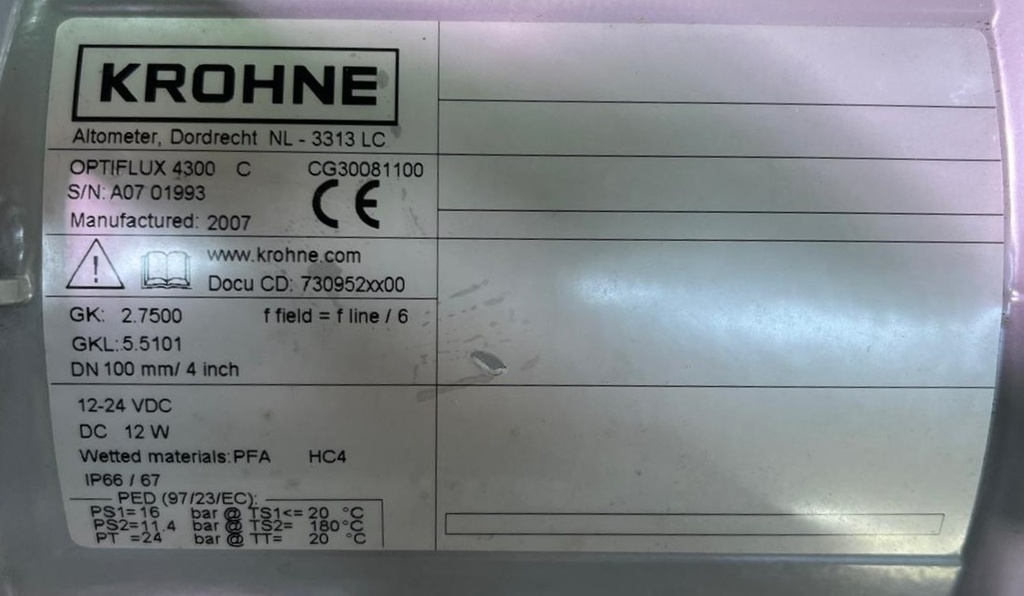 KROHNE
Altometer, Dordrecht NL - 3313 LC
OPTIFLUX 4300 C CG30081100
S/N: A07 01993
CE
Manufactured: 2007
www.krohne.com
Docu CD: 730952xx00
GK: 2.7500 f field = f line / 6
GKL: 5.5101
DN 100 mm/ 4 inch
12-24 VDC
DC 12 W
Wetted materials: PFA HC4
IP66 / 67
PED (97/23/EC):
PS1= 16 bar @ TS1<= 20 °C
PS2= 11.4 bar @ TS2= 180 °C
PT =24 bar @ TT= 20 °C